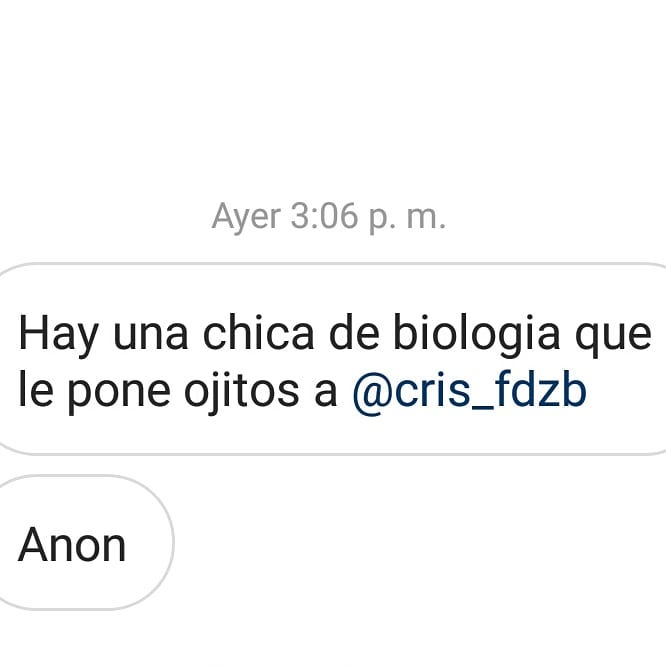 Ayer 3:06 p. m.
Hay una chica de biologia que
le pone ojitos a @cris_fdzb
Anon